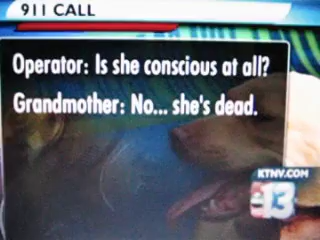 911 CALL
Operator: Is she conscious at all?
Grandmother: No... she's dead.
KTNV.COM
13